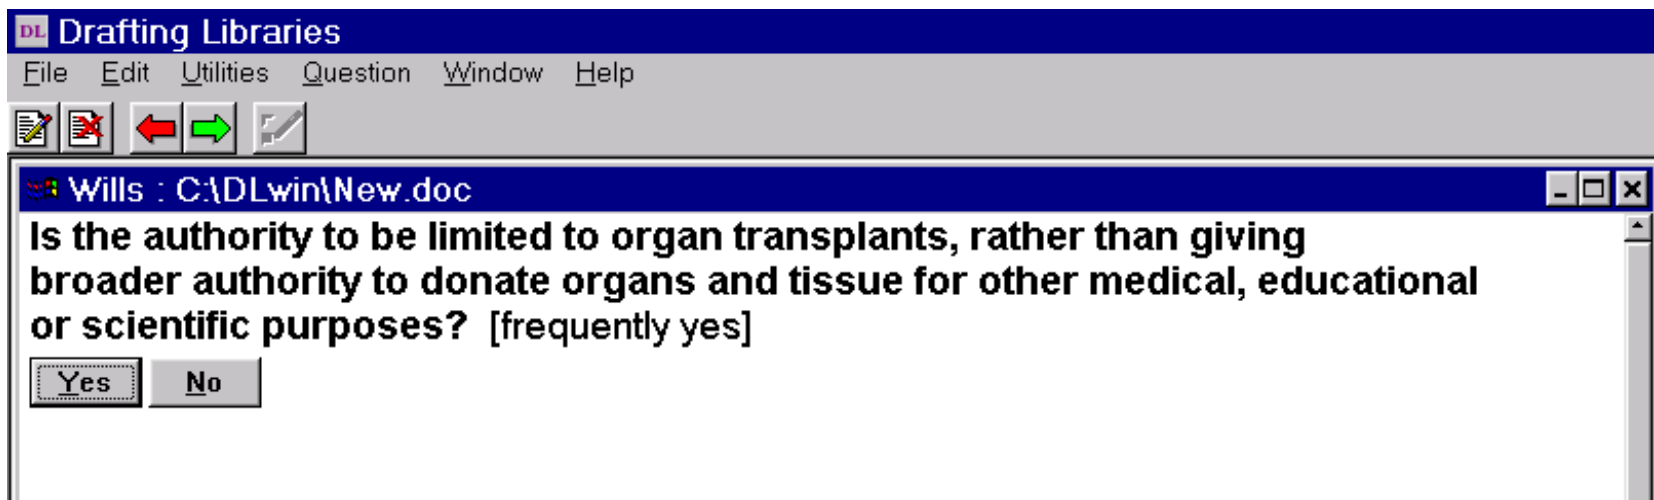 DL Drafting Libraries
File Edit Utilities Question Window Help
Wills : C:\DLwin\New.doc
Is the authority to be limited to organ transplants, rather than giving
broader authority to donate organs and tissue for other medical, educational
or scientific purposes? [frequently yes]
Yes No